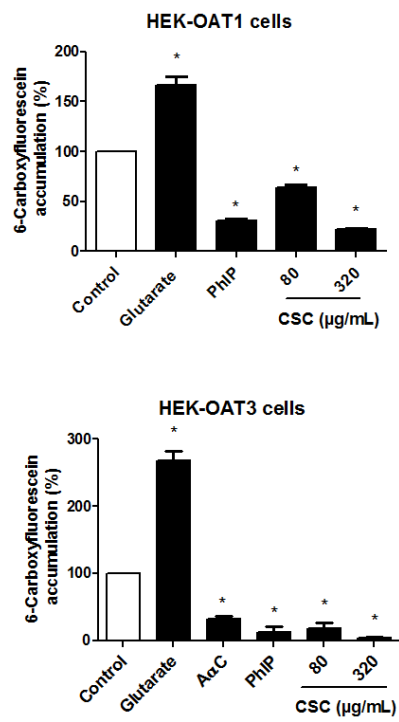 HEK-OAT1 cells
6-Carboxyfluorescein
accumulation (%)
200
150
100
50
0
*
*
*
*
Control
Glutarate
PhIP
80
320
CSC (µg/mL)
HEK-OAT3 cells
6-Carboxyfluorescein
accumulation (%)
300
200
100
0
*
*
*
*
*
Control
Glutarate
AαC
PhIP
80
320
CSC (µg/mL)